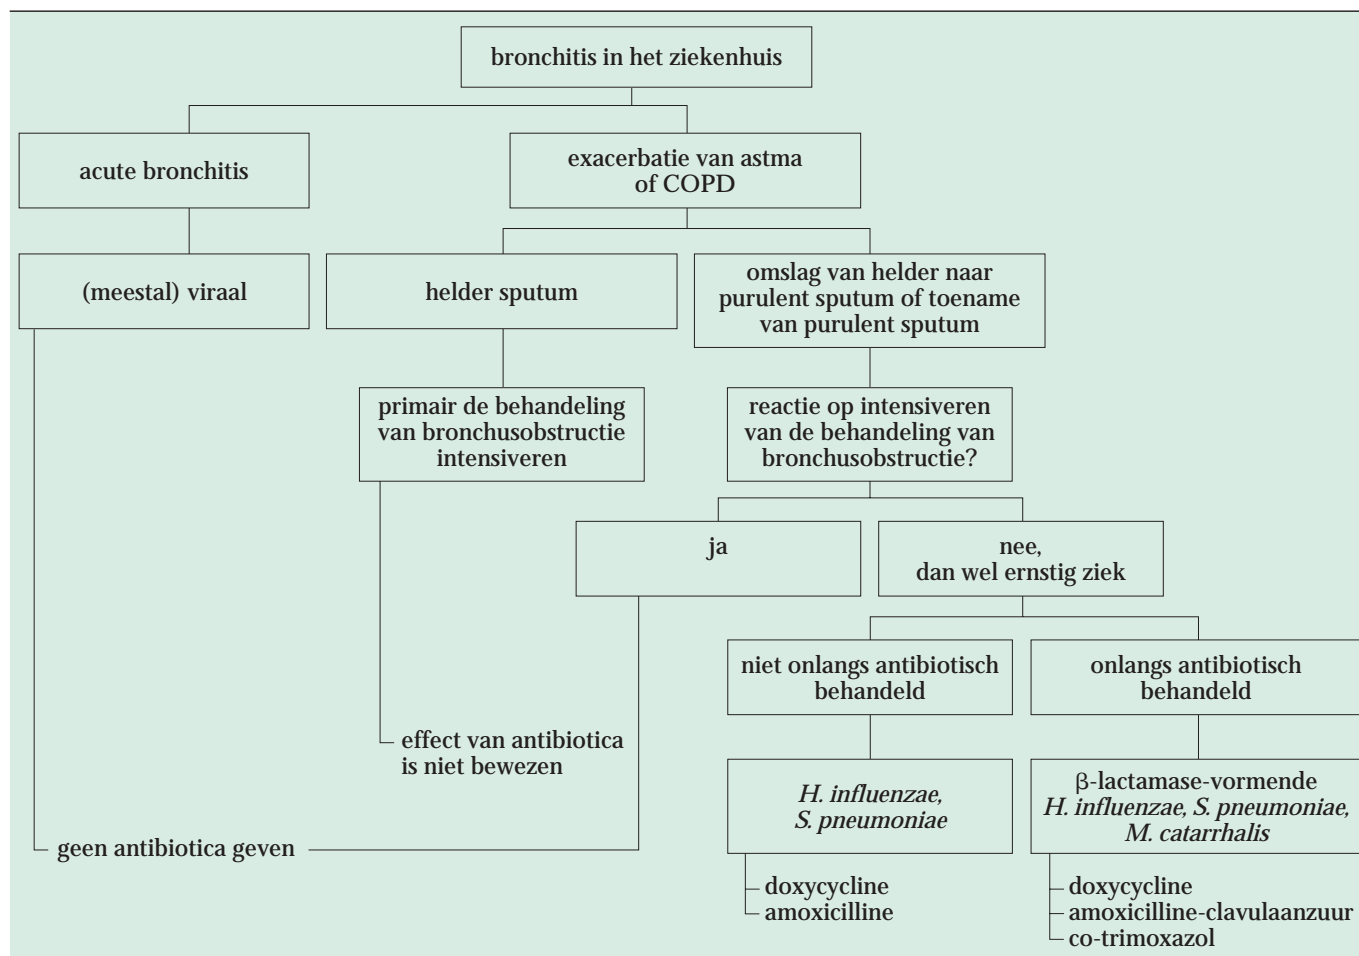 bronchitis in het ziekenhuis
acute bronchitis
exacerbatie van astma
of COPD
(meestal) viraal
helder sputum
omslag van helder naar
purulent sputum of toename
van purulent sputum
primair de behandeling
van bronchusobstructie
intensiveren
reactie op intensiveren
van de behandeling van
bronchusobstructie?
ja
nee,
dan wel ernstig ziek
niet onlangs antibiotisch
behandeld
onlangs antibiotisch
behandeld
effect van antibiotica
is niet bewezen
H. influenzae,
S. pneumoniae
β-lactamase-vormende
H. influenzae, S. pneumoniae,
M. catarrhalis
geen antibiotica geven
doxycycline
amoxicilline
doxycycline
amoxicilline-clavulaanzuur
co-trimoxazol